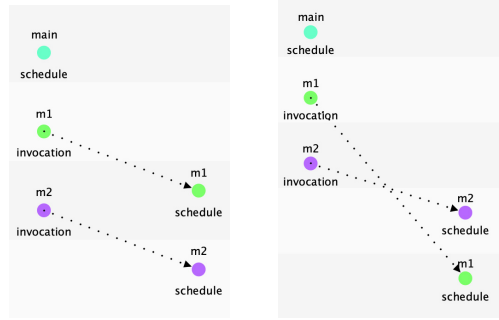 main
schedule
m1
invocation
m1
schedule
m2
invocation
m2
schedule
main
schedule
m1
invocation
m2
invocation
m2
schedule
m1
schedule